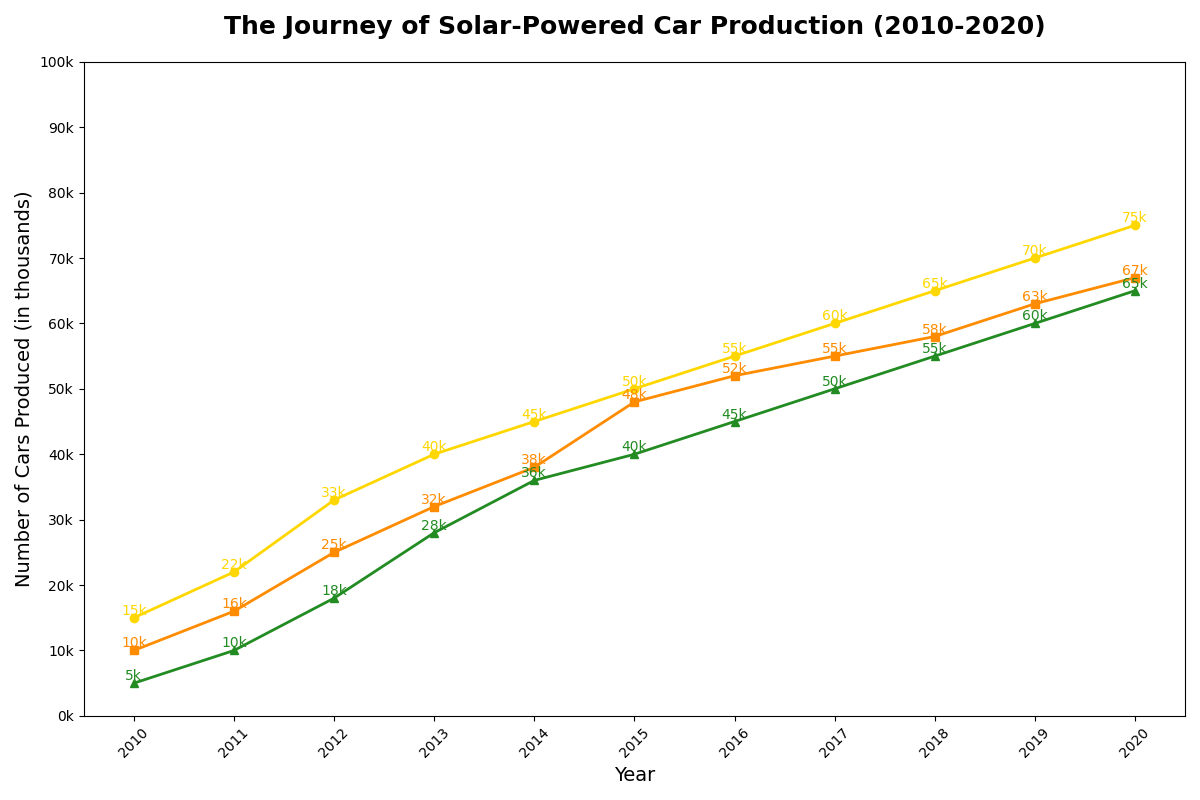 The Journey of Solar-Powered Car Production (2010-2020)
Number of Cars Produced (in thousands)
100k
90k
80k
70k
60k
50k
40k
30k
20k
10k
0k
15k
22k
33k
40k
45k
50k
55k
60k
65k
70k
75k
10k
16k
25k
32k
38k
48k
52k
55k
58k
63k
67k
5k
10k
18k
28k
36k
40k
45k
50k
55k
60k
65k
2010
2011
2012
2013
2014
2015
2016
2017
2018
2019
2020
Year